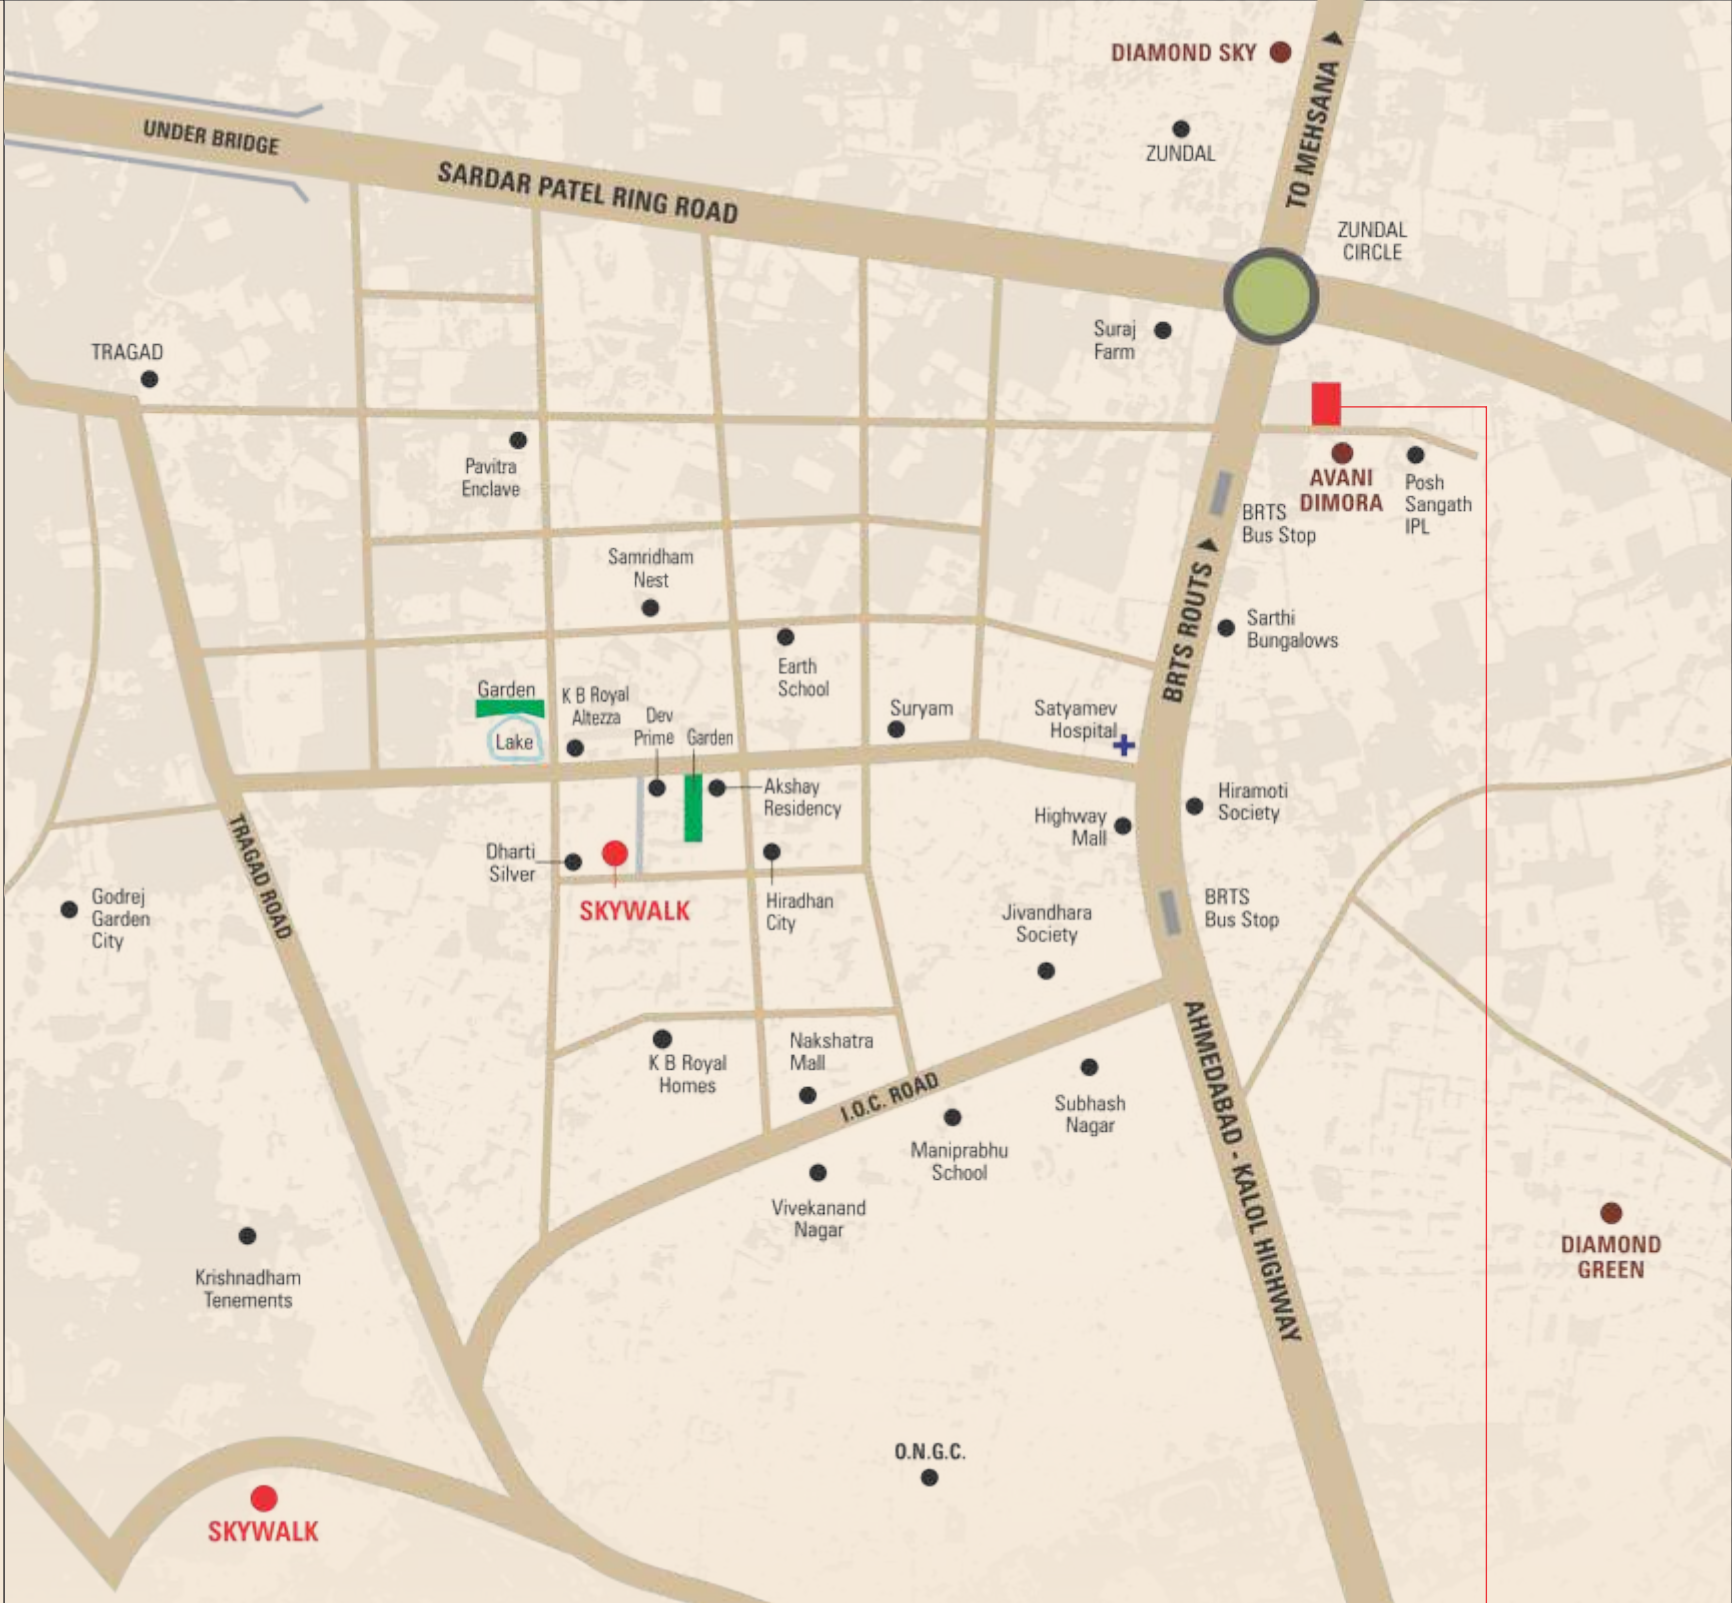 DIAMOND SKY
TO MEHSANA
ZUNDAL
UNDER BRIDGE
SARDAR PATEL RING ROAD
ZUNDAL
CIRCLE
Suraj
Farm
TRAGAD
Pavitra
Enclave
AVANI
DIMORA
Posh
Sangath
IPL
BRTS
Bus Stop
Samridham
Nest
BRTS ROUTS
Sarthi
Bungalows
Earth
School
Garden
Lake
K B Royal
Altezza
Dev
Prime
Garden
Suryam
Satyamev
Hospital
Akshay
Residency
Hiramoti
Society
Highway
Mall
TRAGAD ROAD
Dharti
Silver
SKYWALK
Hiradhan
City
Godrej
Garden
City
BRTS
Bus Stop
Jivandhara
Society
K B Royal
Homes
Nakshatra
Mall
I.O.C. ROAD
Subhash
Nagar
Maniprabhu
School
Vivekanand
Nagar
AHMEDABAD - KALOL HIGHWAY
DIAMOND
GREEN
Krishnadham
Tenements
O.N.G.C.
SKYWALK